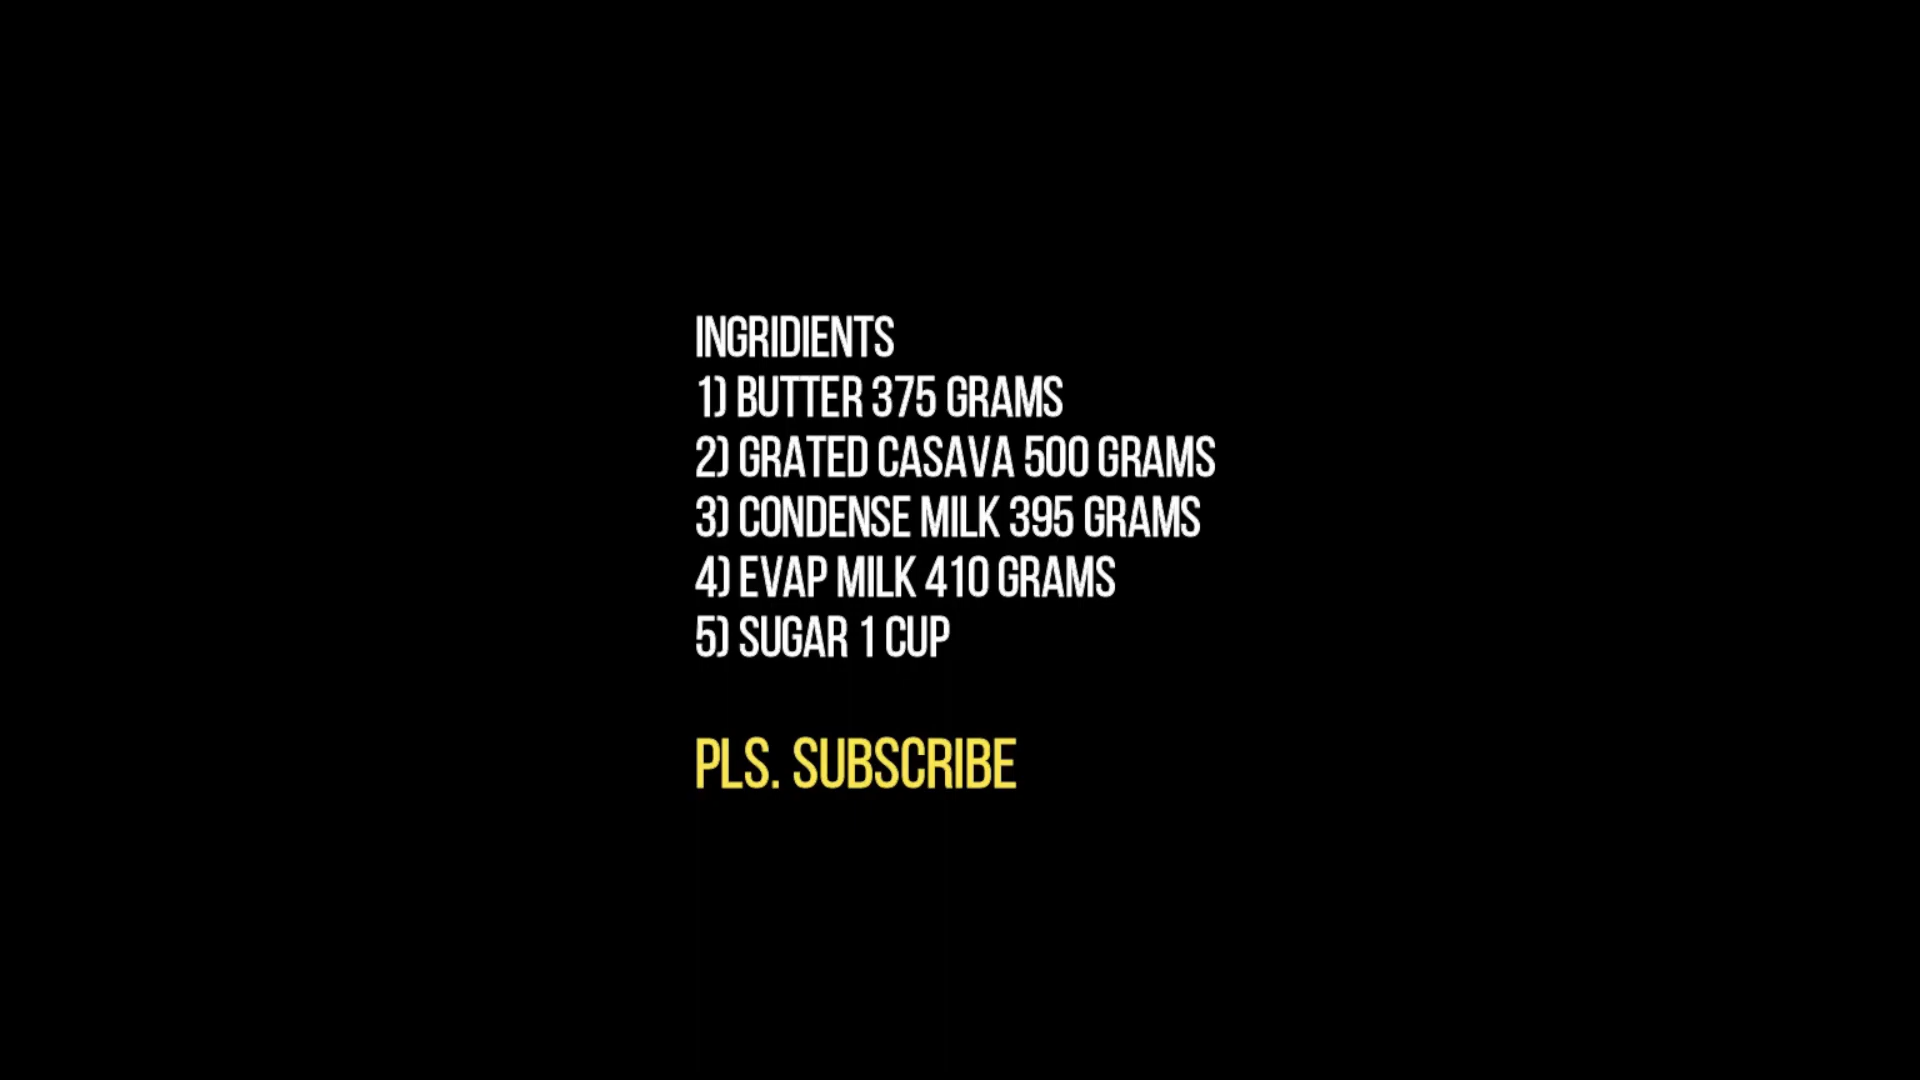 INGRIDIENTS
1) BUTTER 375 GRAMS
2) GRATED CASAVA 500 GRAMS
3) CONDENSE MILK 395 GRAMS
4) EVAP MILK 410 GRAMS
5) SUGAR 1 CUP
PLS. SUBSCRIBE